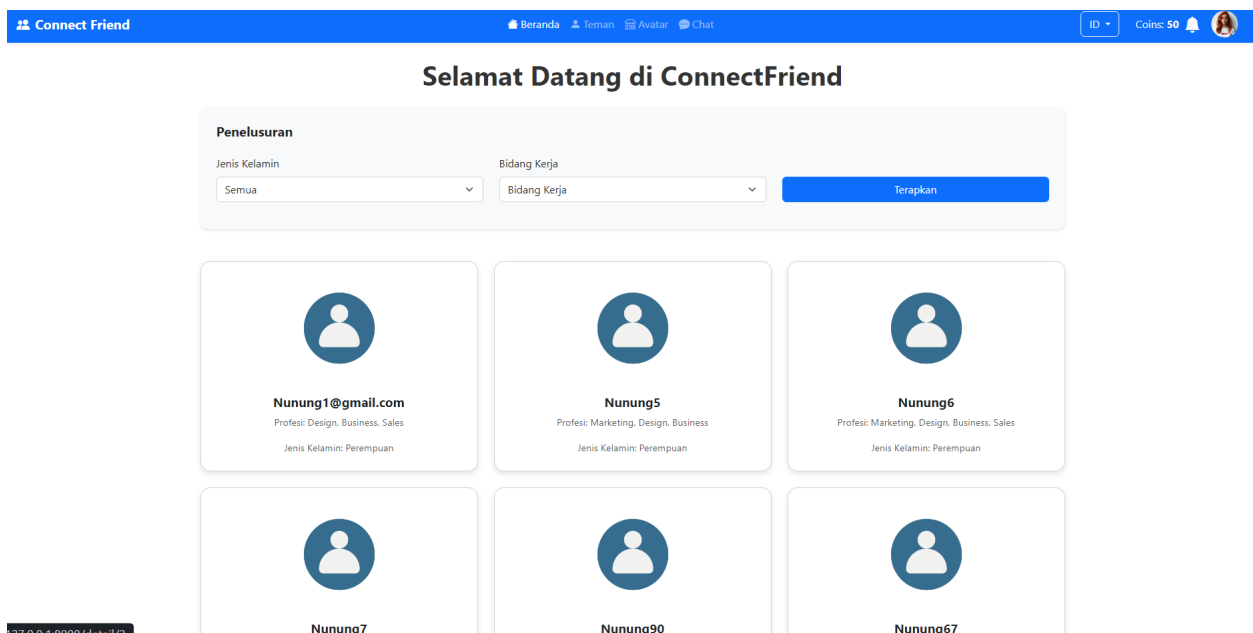 Connect Friend
Beranda Teman Avatar Chat
ID
Coins: 50
Selamat Datang di ConnectFriend
Penelusuran
Jenis Kelamin Bidang Kerja
Semua Bidang Kerja Terapkan
Nunung1@gmail.com Nunung5 Nunung6
Profesi: Design, Business, Sales Profesi: Marketing, Design, Business Profesi: Marketing, Design, Business, Sales
Jenis Kelamin: Perempuan Jenis Kelamin: Perempuan Jenis Kelamin: Perempuan
Nunung7 Nunung90 Nunung67